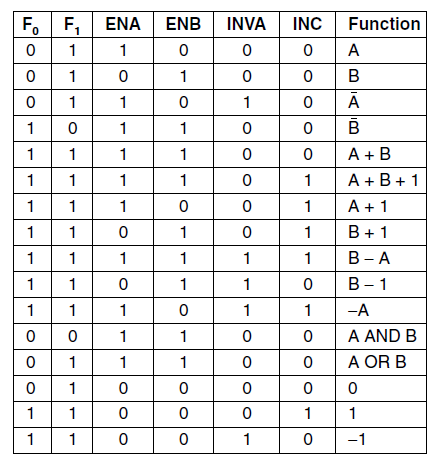 F₀ F₁ ENA ENB INVA INC Function
0 1 1 0 0 0 A
0 1 0 1 0 0 B
0 1 1 0 1 0 Ā
1 0 1 1 0 0 B̄
1 1 1 1 0 0 A + B
1 1 1 1 0 1 A + B + 1
1 1 1 0 0 1 A + 1
1 1 0 1 0 1 B + 1
1 1 1 1 1 1 B − A
1 1 0 1 1 0 B − 1
1 1 1 0 1 1 −A
0 0 1 1 0 0 A AND B
0 1 1 1 0 0 A OR B
0 1 0 0 0 0 0
1 1 0 0 0 1 1
1 1 0 0 1 0 −1